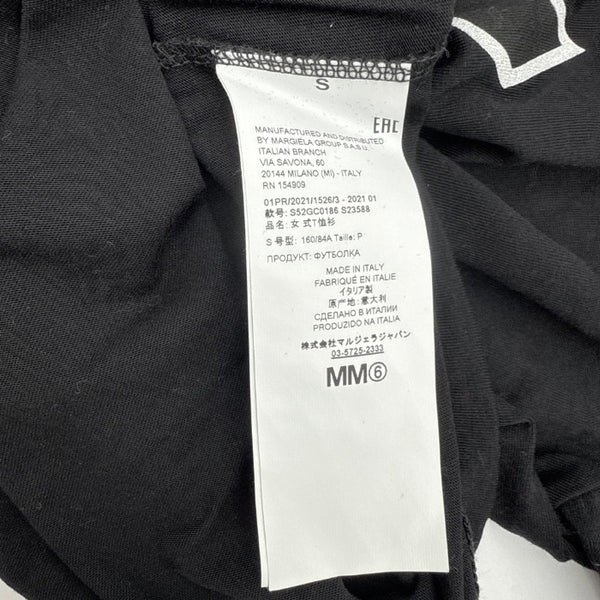 S
EAC
MANUFACTURED AND DISTRIBUTED
BY MARGIELA GROUP S.A.S.U.
ITALIAN BRANCH
VIA SAVONA, 60
20144 MILANO (MI) - ITALY
RN 154909
01PR/2021/1526/3 - 2021 01
款号: S52GC0186 S23588
品名: 女式T恤衫
S 号型: 160/84A Taille: P
ПРОДУКТ: ФУТБОЛКА
MADE IN ITALY
FABRIQUÉ EN ITALIE
イタリア製
原产地: 意大利
СДЕЛАНО В ИТАЛИИ
PRODUZIDO NA ITALIA
株式会社マルジェラジャパン
03-5725-2333
MM⑥